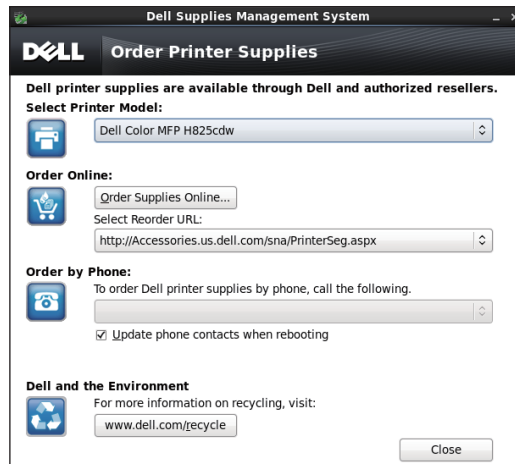 Dell Supplies Management System
DELL Order Printer Supplies
Dell printer supplies are available through Dell and authorized resellers.
Select Printer Model:
Dell Color MFP H825cdw
Order Online:
Order Supplies Online...
Select Reorder URL:
http://Accessories.us.dell.com/sna/PrinterSeg.aspx
Order by Phone:
To order Dell printer supplies by phone, call the following.
Update phone contacts when rebooting
Dell and the Environment
For more information on recycling, visit:
www.dell.com/recycle
Close